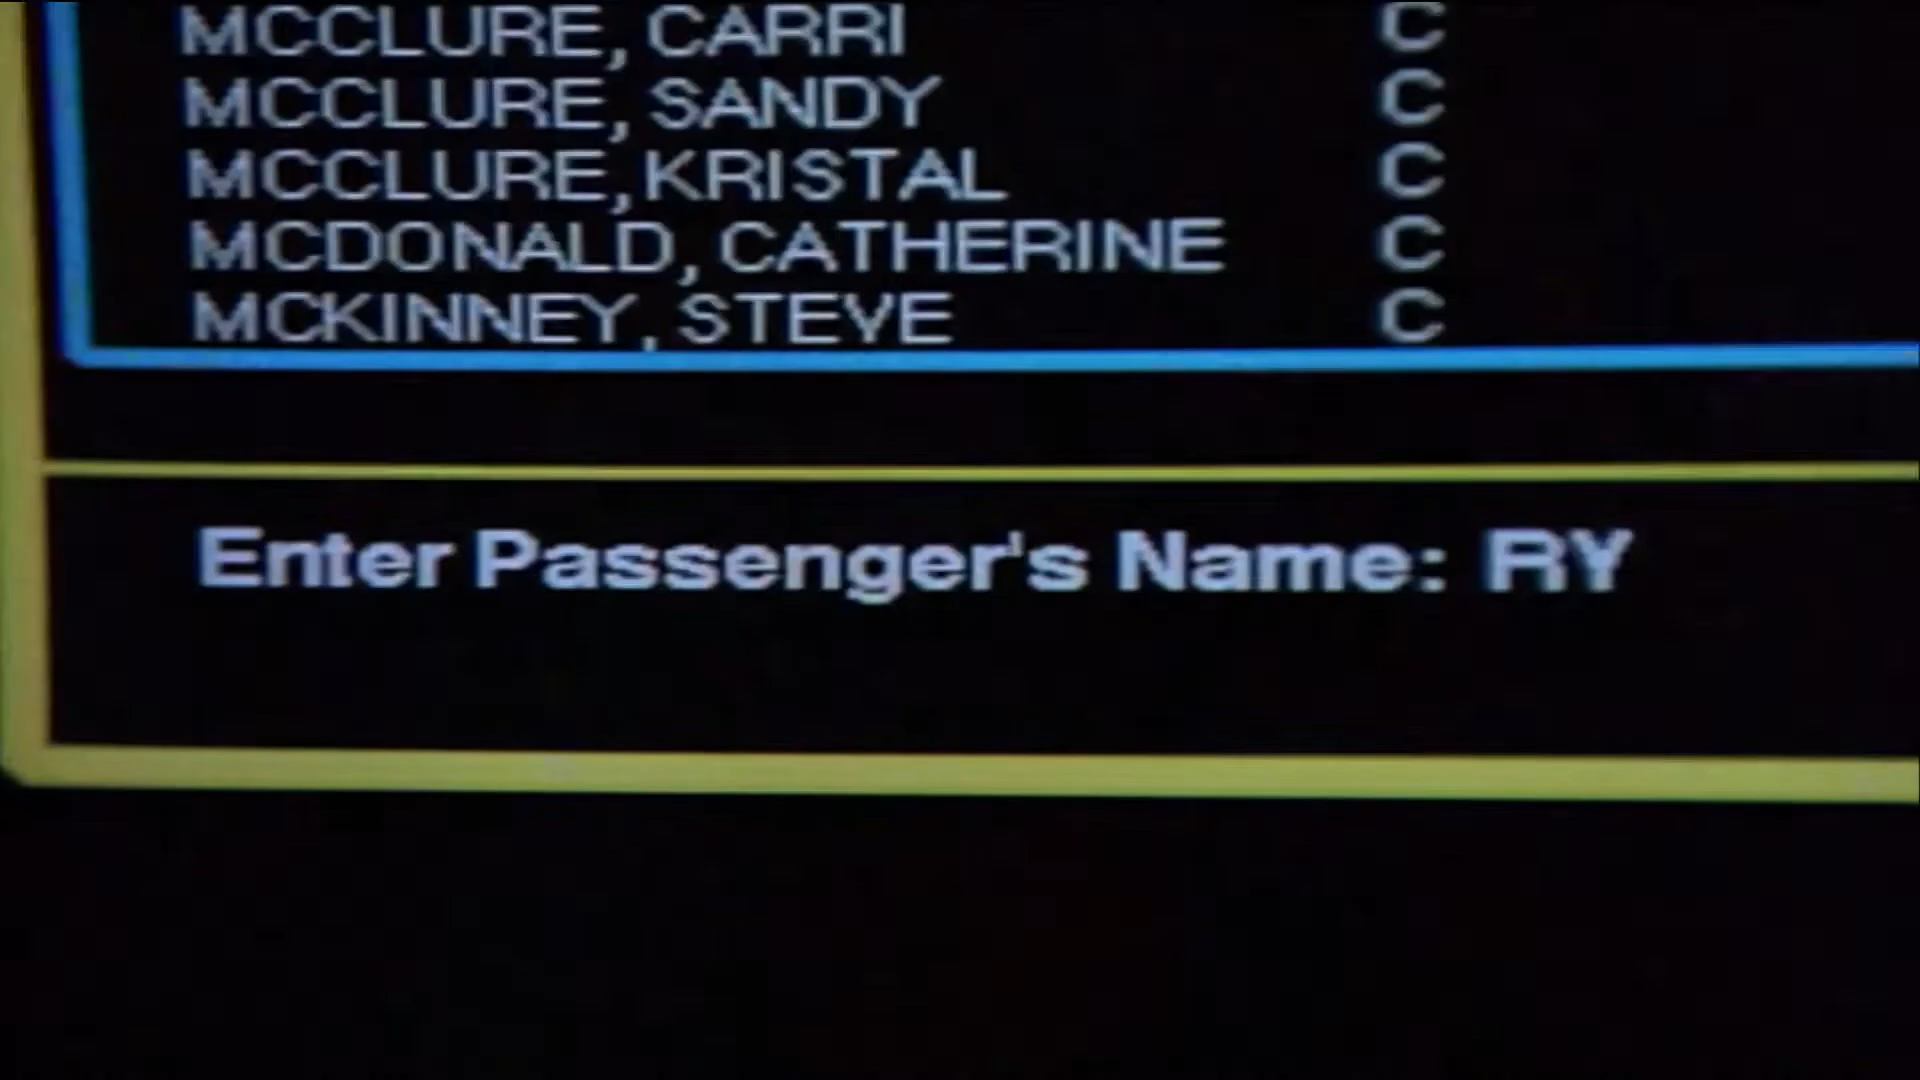 MCCLURE, CARRI C
MCCLURE, SANDY C
MCCLURE, KRISTAL C
MCDONALD, CATHERINE C
MCKINNEY, STEVE C
Enter Passenger's Name: RY